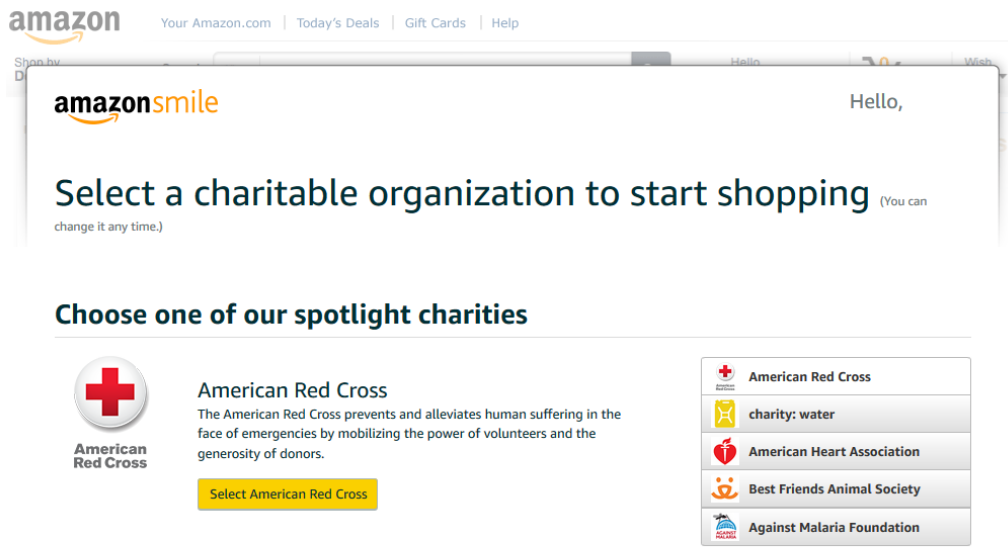 amazon
Your Amazon.com
Today's Deals
Gift Cards
Help
Shop by
Hello
Wish
amazonsmile
Hello,
Select a charitable organization to start shopping (You can
change it any time.)
Choose one of our spotlight charities
American
Red Cross
American Red Cross
The American Red Cross prevents and alleviates human suffering in the
face of emergencies by mobilizing the power of volunteers and the
generosity of donors.
Select American Red Cross
American Red Cross
charity: water
American Heart Association
Best Friends Animal Society
AGAINST
MALARIA
Against Malaria Foundation